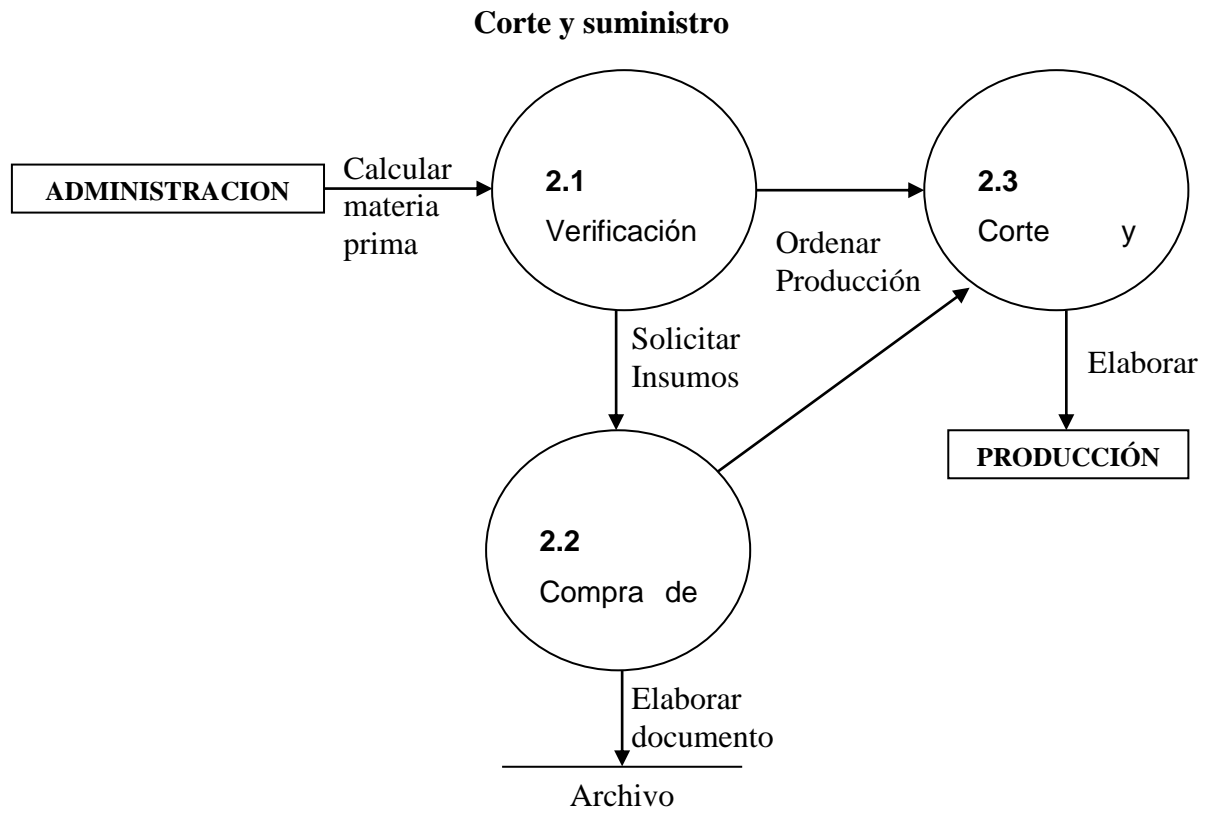 Corte y suministro
ADMINISTRACION
Calcular
materia
prima
2.1
Verificación
Ordenar
Producción
2.3
Corte y
Solicitar
Insumos
Elaborar
PRODUCCIÓN
2.2
Compra de
Elaborar
documento
Archivo